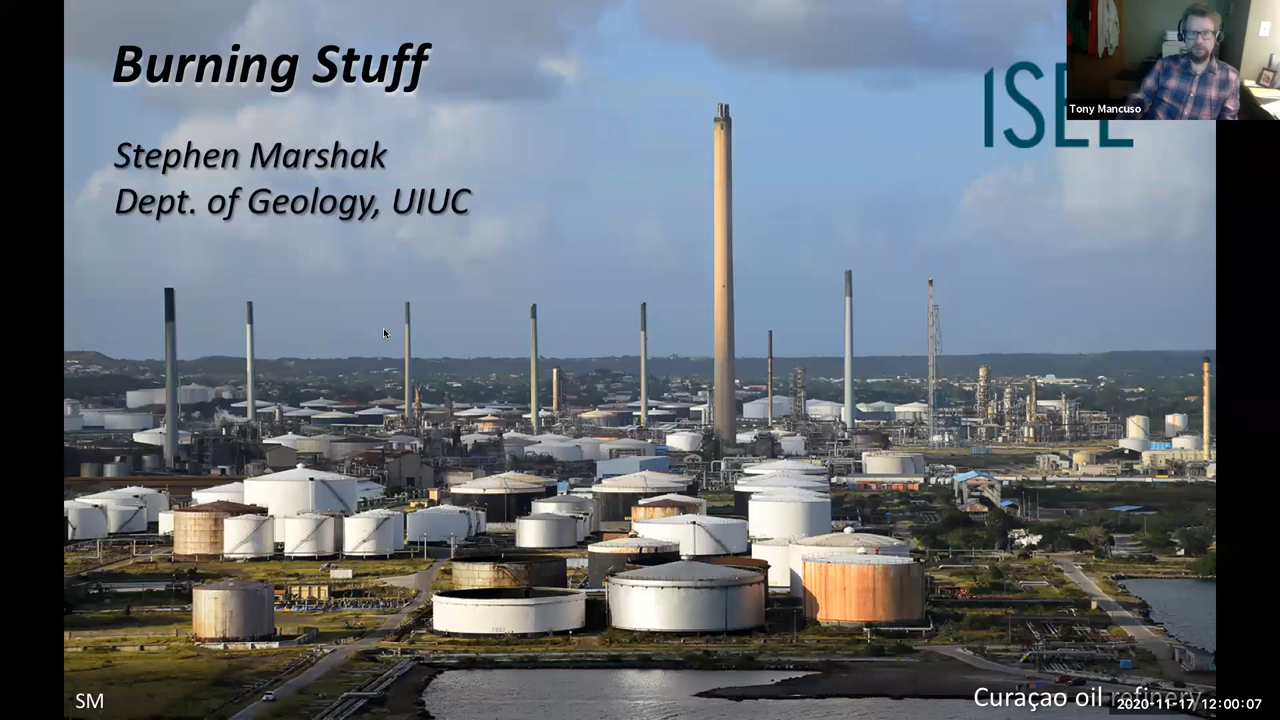 Burning Stuff
Stephen Marshak
Dept. of Geology, UIUC
ISEE
Tony Mancuso
SM
Curaçao oil refinery
2020-11-17 12:00:07